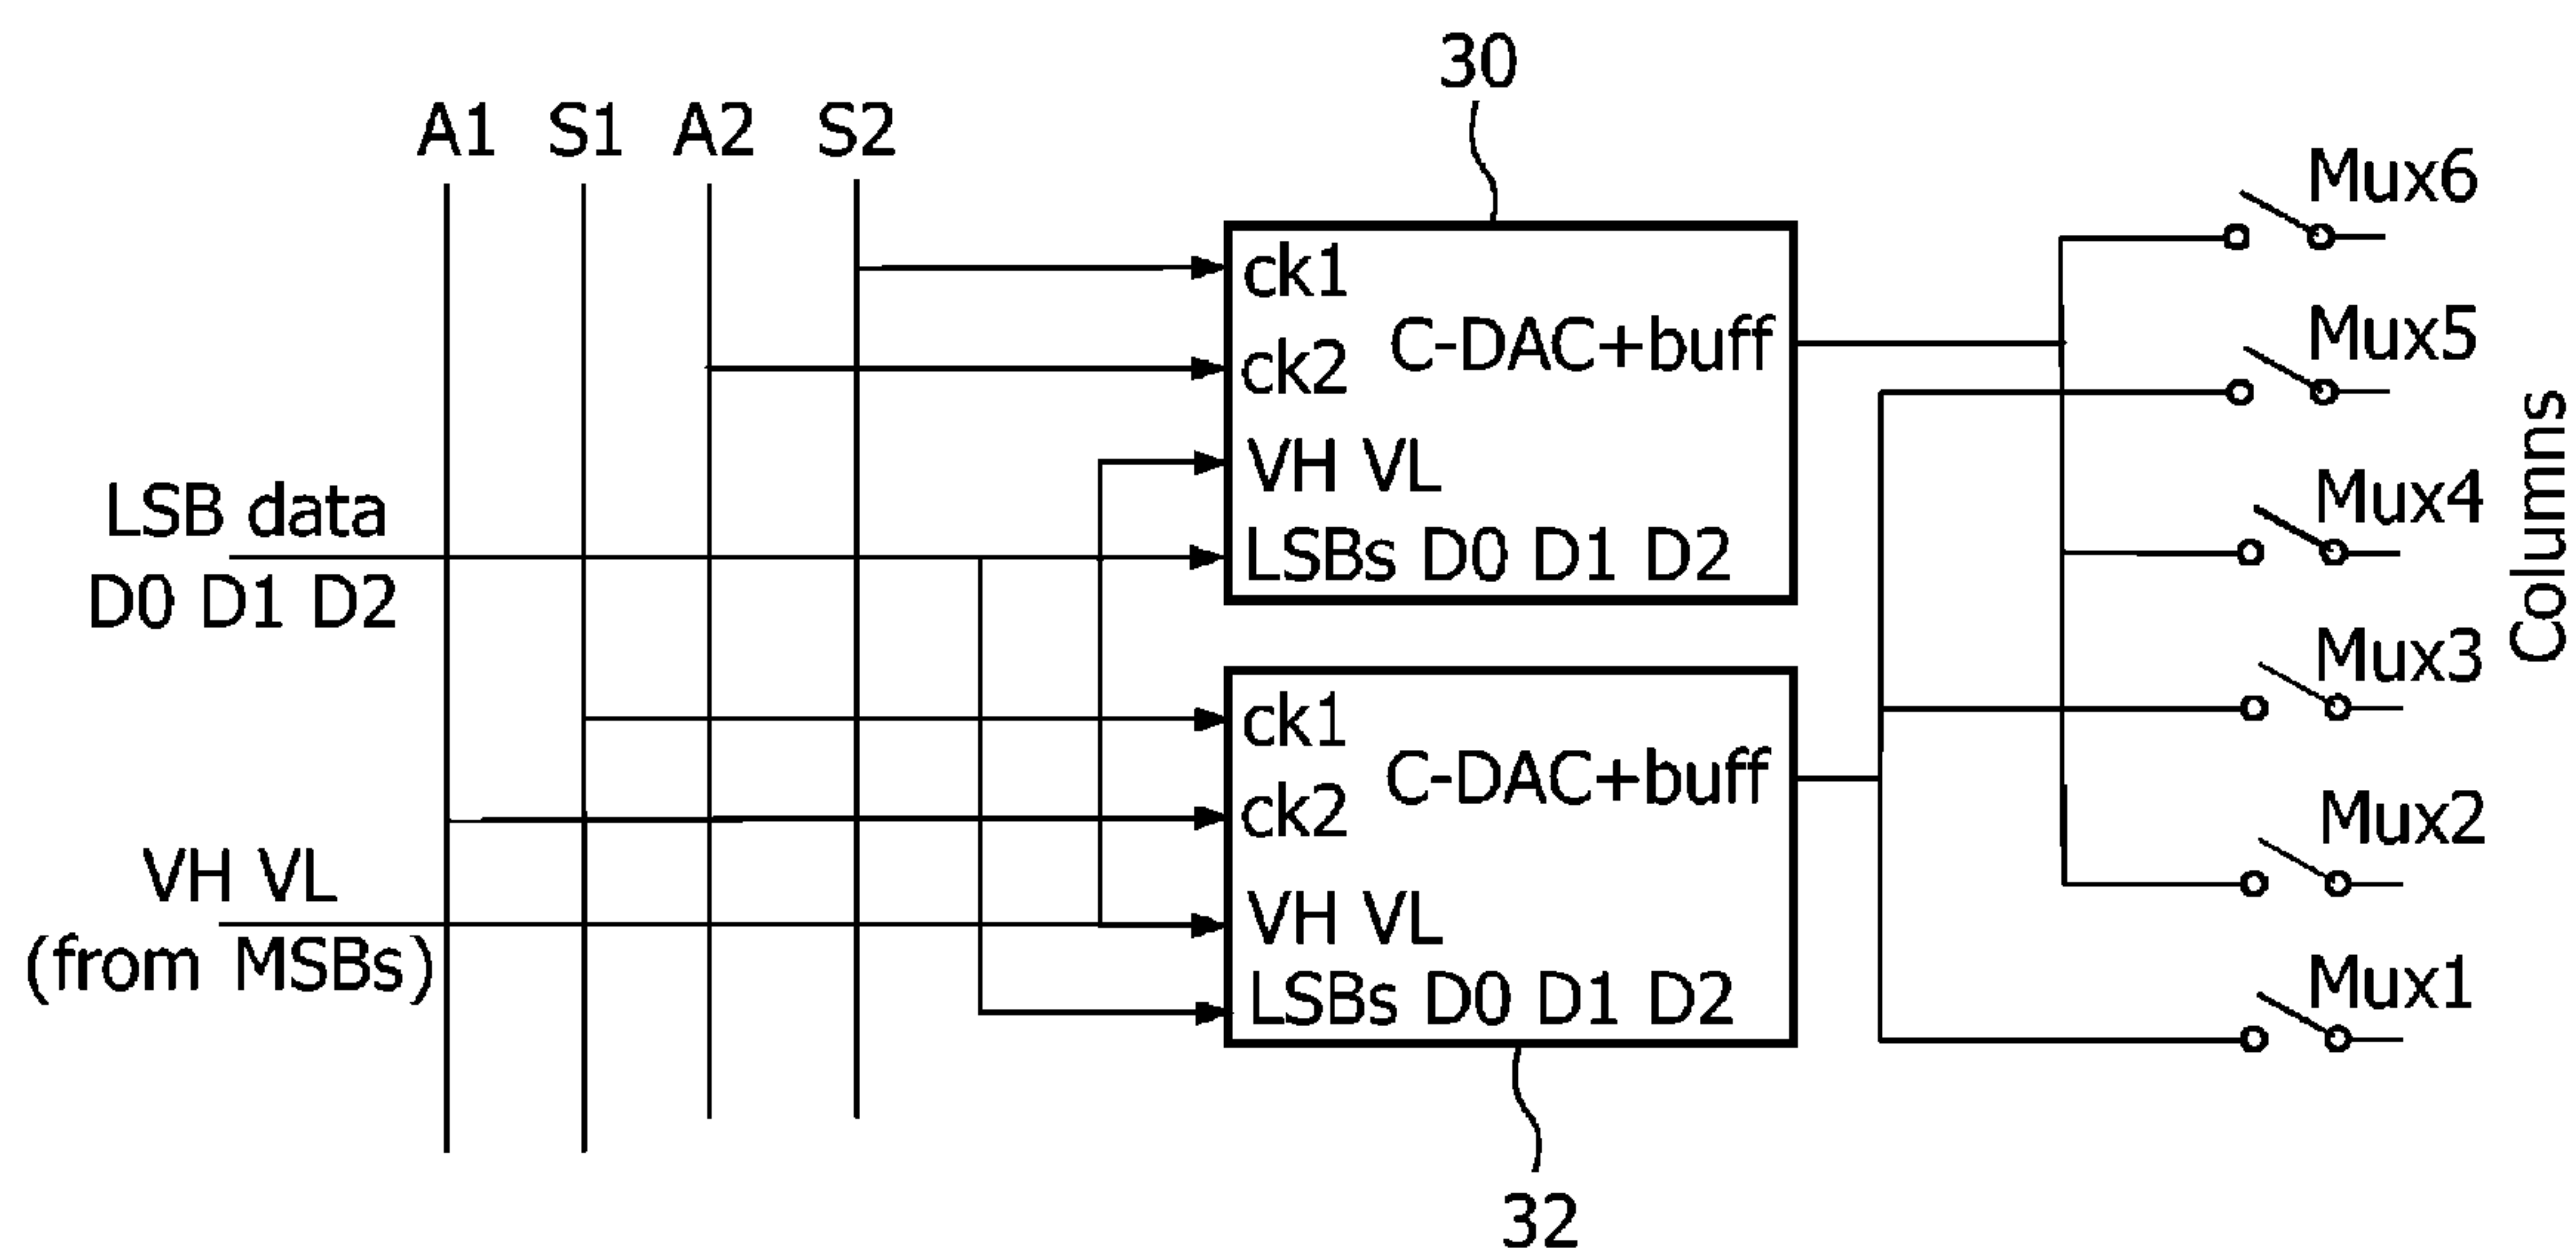 30
A1 S1 A2 S2
Mux6
ck1
C-DAC+buff
ck2
Mux5
VH VL
LSBs D0 D1 D2
LSB data
D0 D1 D2
Mux4
Columns
Mux3
ck1
C-DAC+buff
ck2
Mux2
VH VL
(from MSBs)
VH VL
LSBs D0 D1 D2
Mux1
32